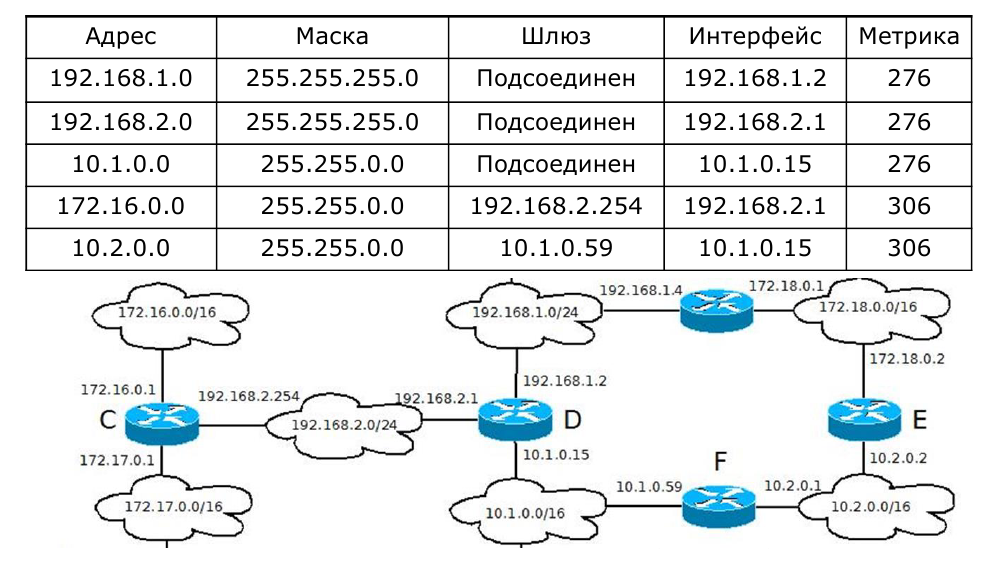 Адрес Маска Шлюз Интерфейс Метрика
192.168.1.0 255.255.255.0 Подсоединен 192.168.1.2 276
192.168.2.0 255.255.255.0 Подсоединен 192.168.2.1 276
10.1.0.0 255.255.0.0 Подсоединен 10.1.0.15 276
172.16.0.0 255.255.0.0 192.168.2.254 192.168.2.1 306
10.2.0.0 255.255.0.0 10.1.0.59 10.1.0.15 306
192.168.1.4 172.18.0.1
172.16.0.0/16 192.168.1.0/24 172.18.0.0/16
172.18.0.2
172.16.0.1 192.168.2.254 192.168.2.1 192.168.1.2
C 192.168.2.0/24 D E
172.17.0.1 10.1.0.15 10.2.0.2
F
10.1.0.59 10.2.0.1
172.17.0.0/16 10.1.0.0/16 10.2.0.0/16